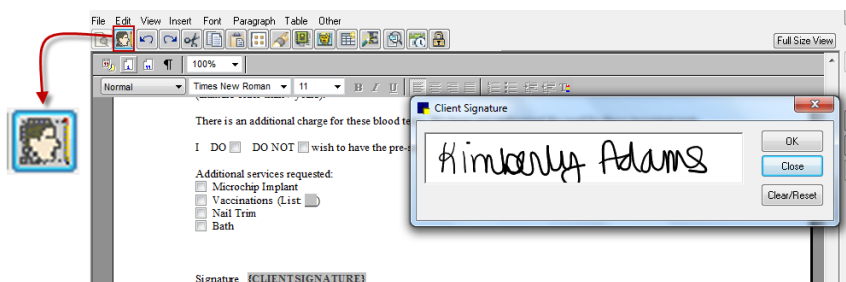 File Edit View Insert Font Paragraph Table Other
Full Size View
¶ 100%
Normal Times New Roman 11 B I U
There is an additional charge for these blood te
I DO DO NOT wish to have the pre-s
Additional services requested:
Microchip Implant
Vaccinations (List: )
Nail Trim
Bath
Signature {CLIENTSIGNATURE}
Client Signature
Kimberly Adams
OK
Close
Clear/Reset